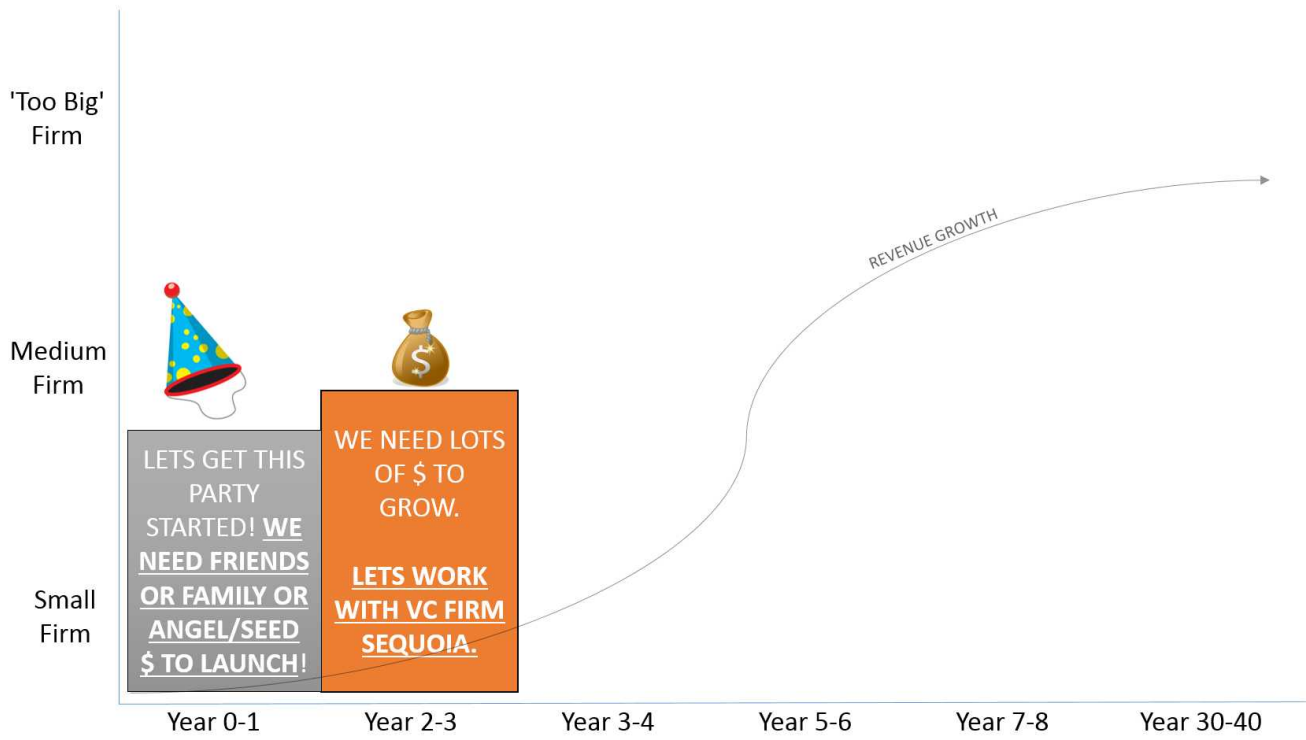 'Too Big'
Firm
Medium
Firm
Small
Firm
REVENUE GROWTH
$
LETS GET THIS
PARTY
STARTED! WE
NEED FRIENDS
OR FAMILY OR
ANGEL/SEED
$ TO LAUNCH!
WE NEED LOTS
OF $ TO
GROW.
LETS WORK
WITH VC FIRM
SEQUOIA.
Year 0-1
Year 2-3
Year 3-4
Year 5-6
Year 7-8
Year 30-40